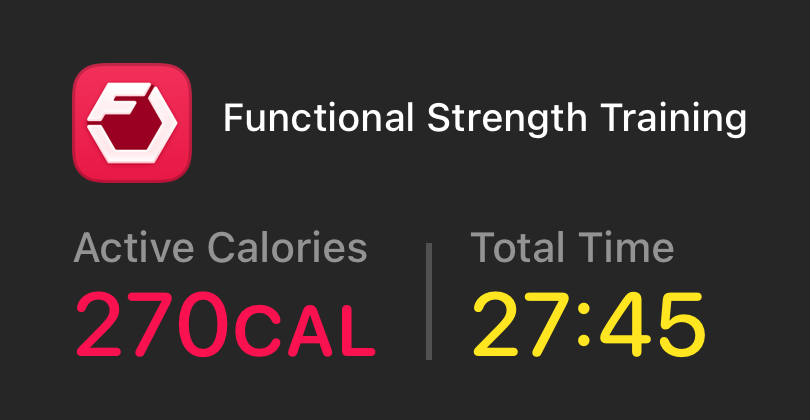 Functional Strength Training
Active Calories
270CAL
Total Time
27:45